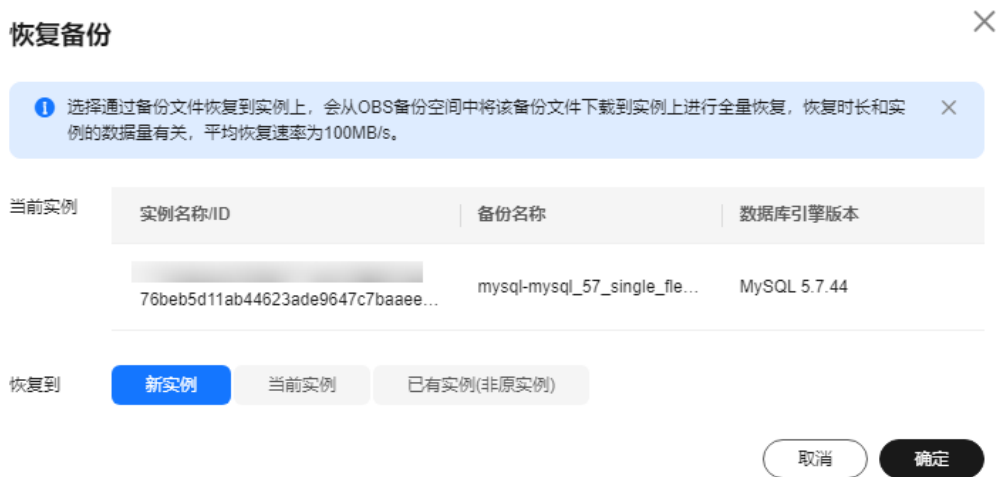 恢复备份
选择通过备份文件恢复到实例上，会从OBS备份空间中将该备份文件下载到实例上进行全量恢复，恢复时长和实
例的数据量有关，平均恢复速率为100MB/s。
当前实例
实例名称/ID 备份名称 数据库引擎版本
76beb5d11ab44623ade9647c7baaee... mysql-mysql_57_single_fle... MySQL 5.7.44
恢复到 新实例 当前实例 已有实例(非原实例)
取消 确定